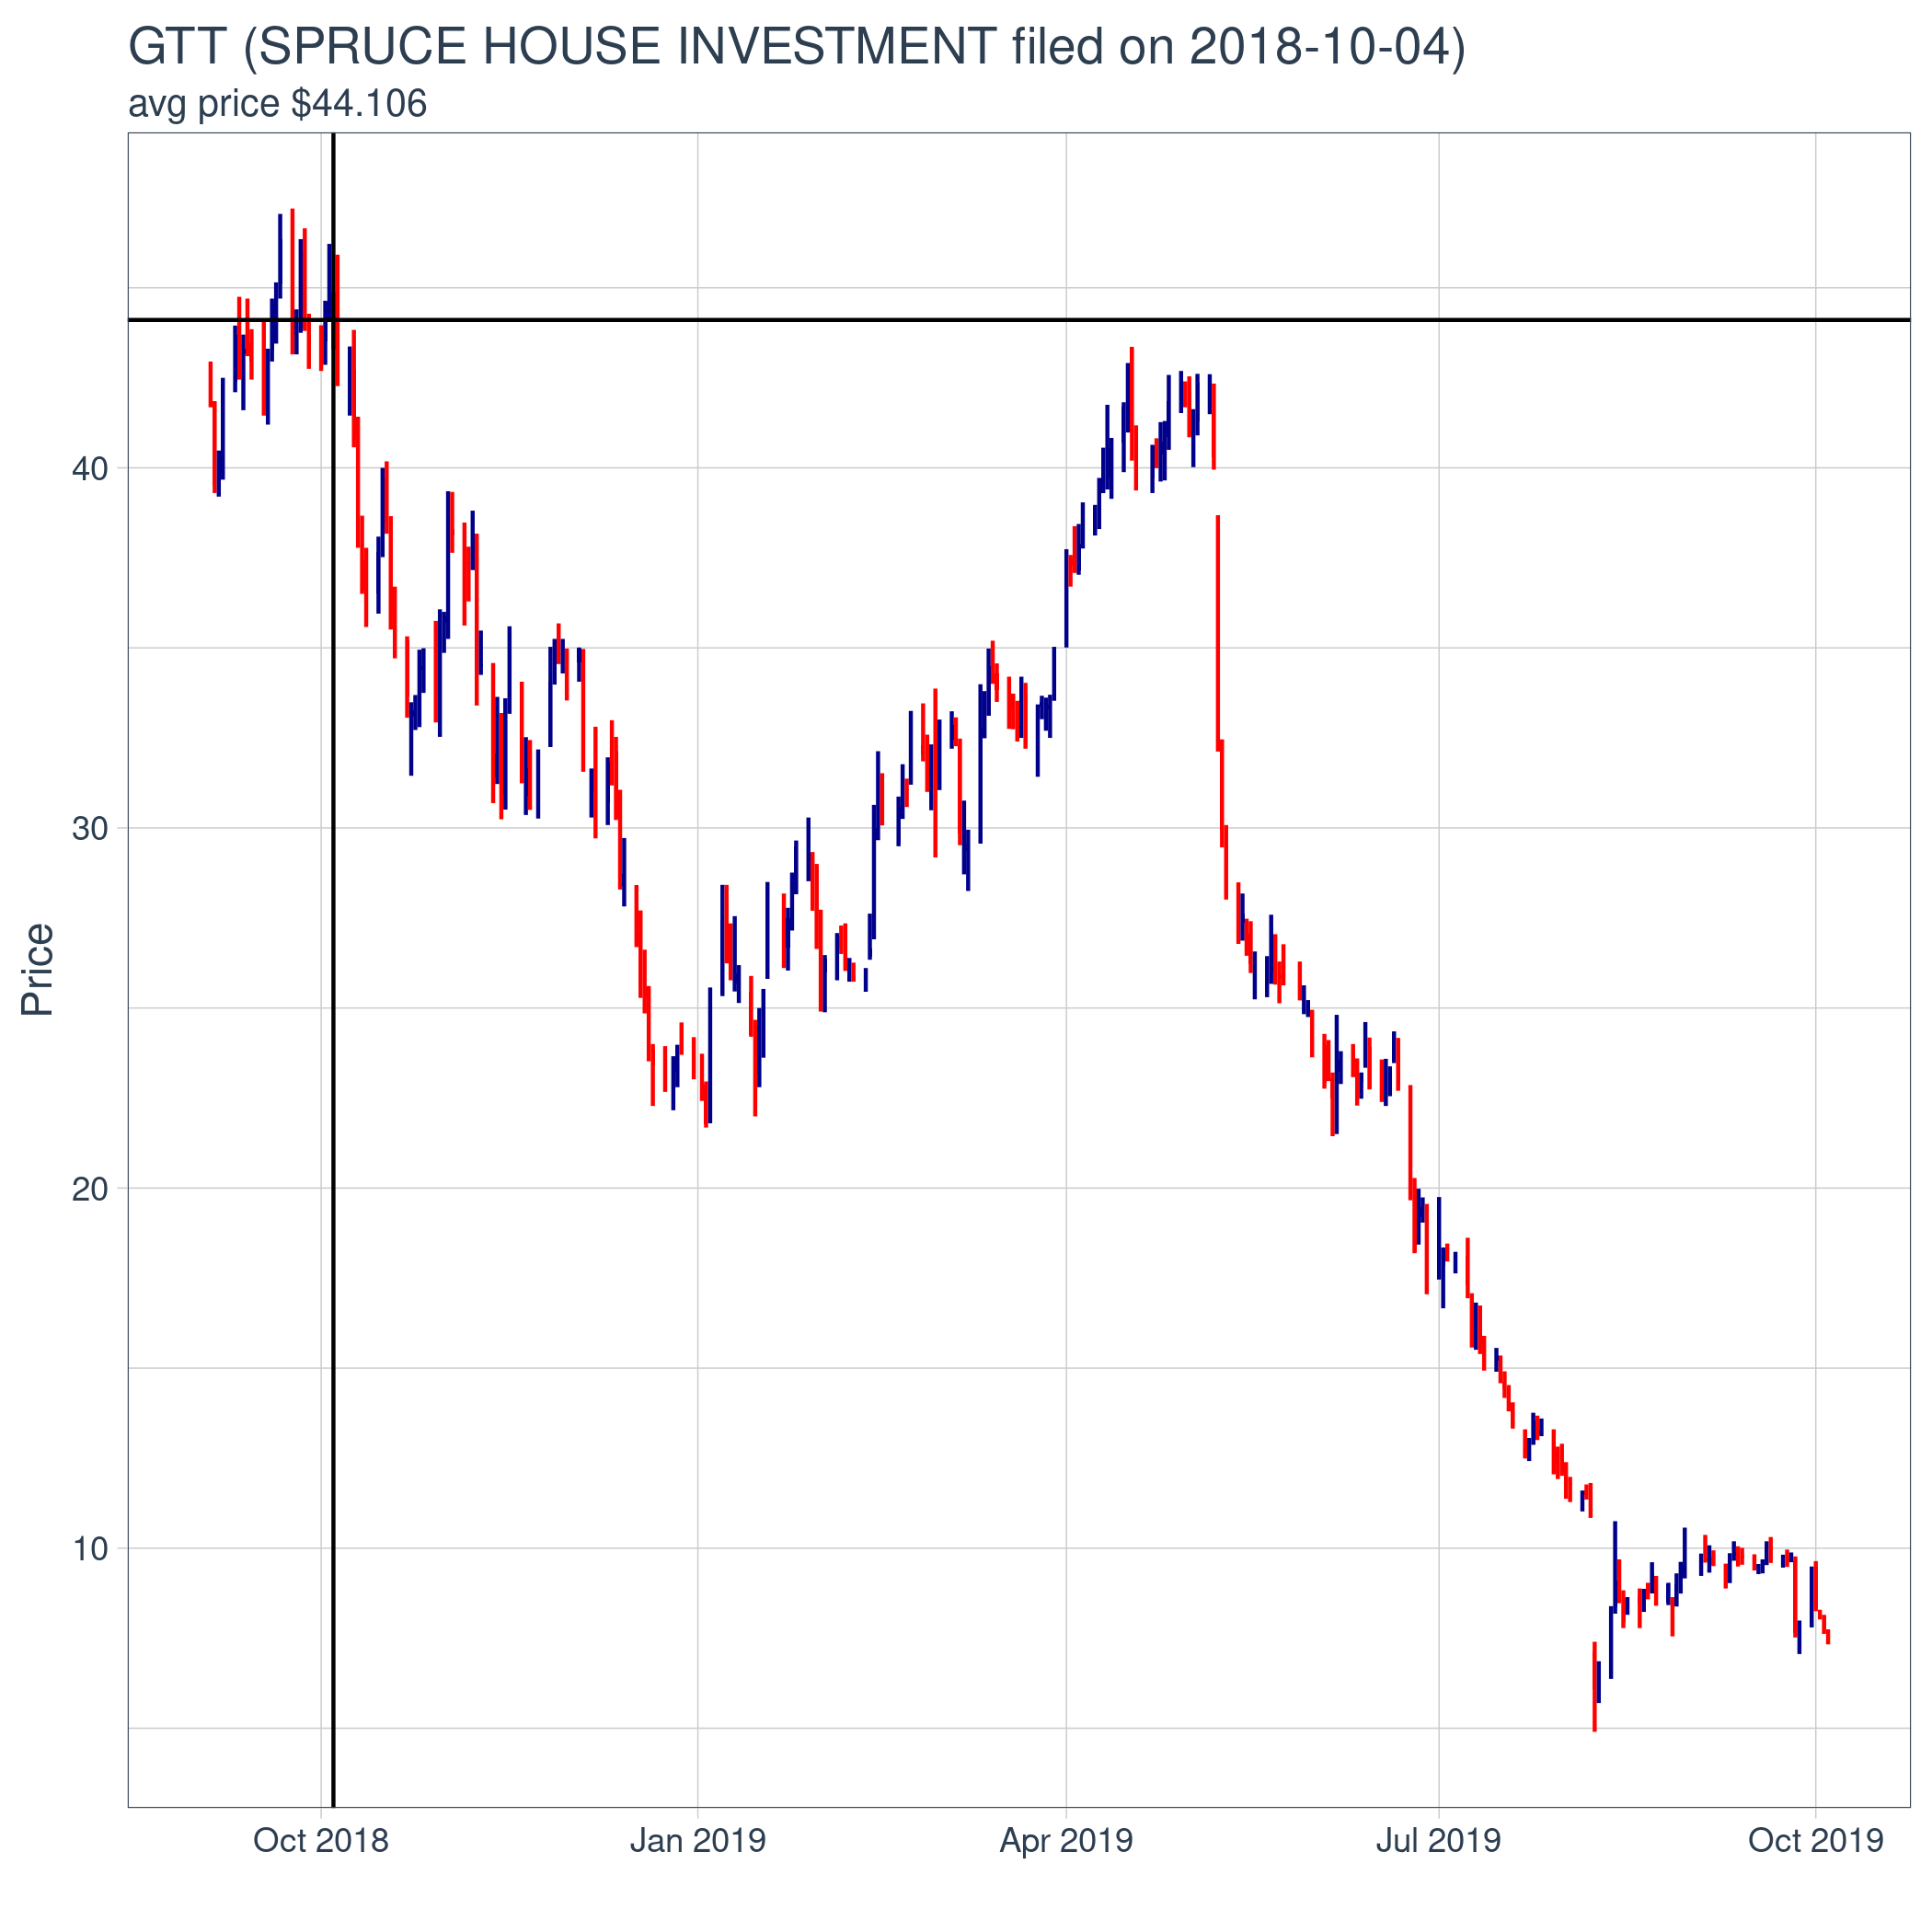 GTT (SPRUCE HOUSE INVESTMENT filed on 2018-10-04)
avg price $44.106
Price
40
30
20
10
Oct 2018
Jan 2019
Apr 2019
Jul 2019
Oct 2019